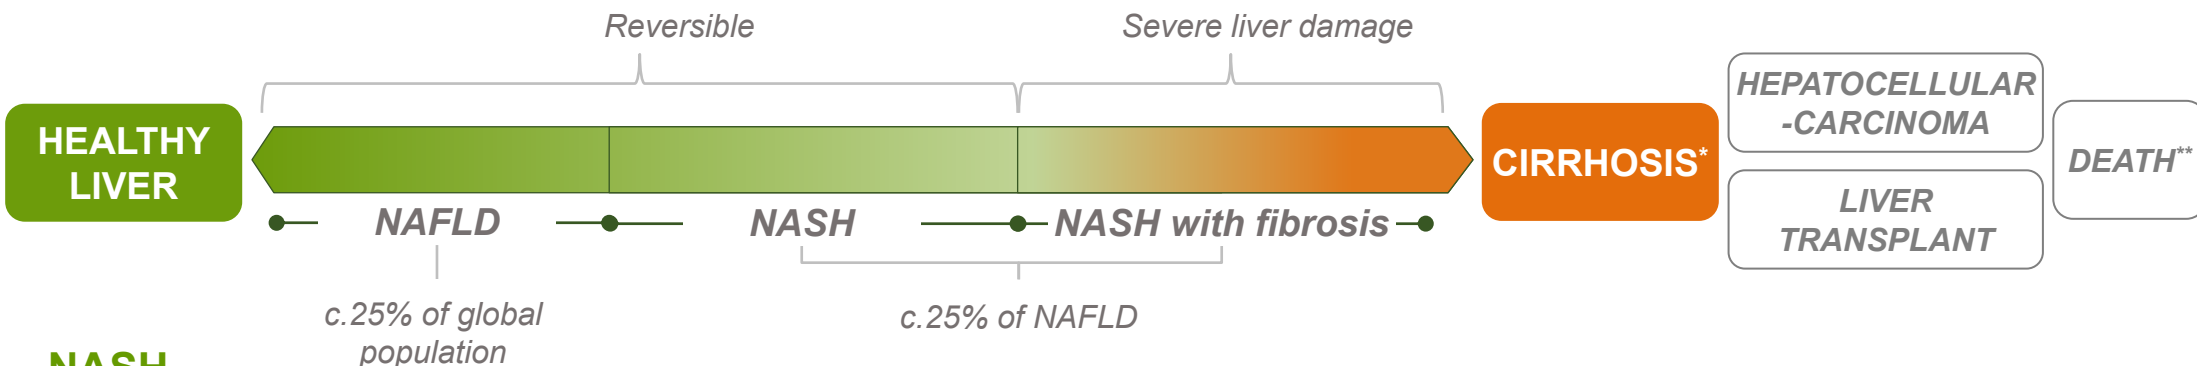 Reversible
Severe liver damage
HEALTHY
LIVER
CIRRHOSIS*
HEPATOCELLULAR
-CARCINOMA
LIVER
TRANSPLANT
DEATH**
NAFLD
NASH
NASH with fibrosis
c.25% of global
population
c.25% of NAFLD
NASH